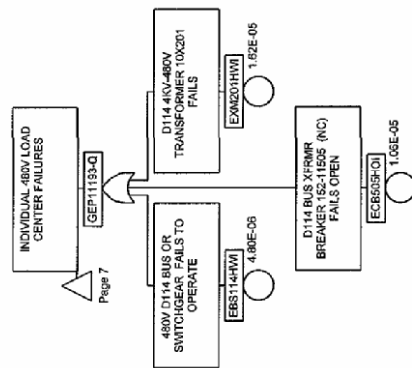 INDIVIDUAL 480V LOAD
CENTER FAILURES
GEP11193-Q
Page 7
480V D114 BUS OR
SWITCHGEAR FAILS TO
OPERATE
EBS114HWI
4.80E-06
D114 4KV-480V
TRANSFORMER 10X201
FAILS
EXM201HWI
1.62E-05
D114 BUS XFRMR
BREAKER 152-11505 (NC)
FAILS OPEN
ECB505HOI
1.06E-05